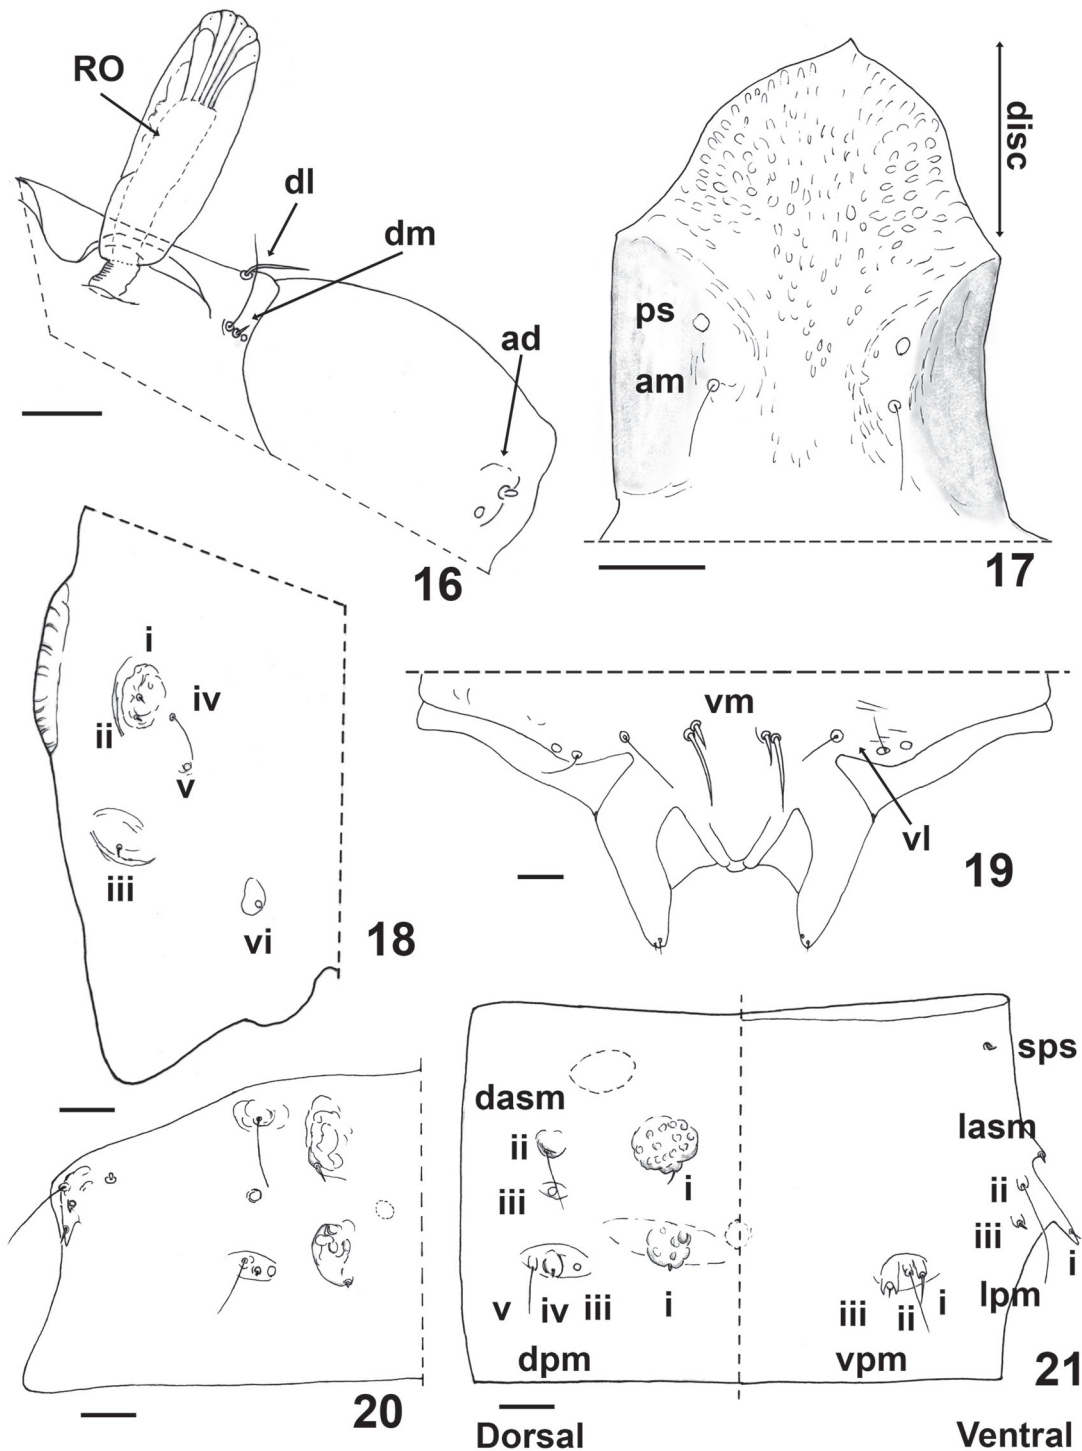 RO
dl
dm
ad
16
disc
ps
am
17
i
ii
iv
v
iii
vi
18
vm
vl
19
20
dasm
ii
iii
i
v iv iii i
dpm
sps
lasm
ii
iii
i
lpm
iii ii i
vpm
21
Dorsal Ventral